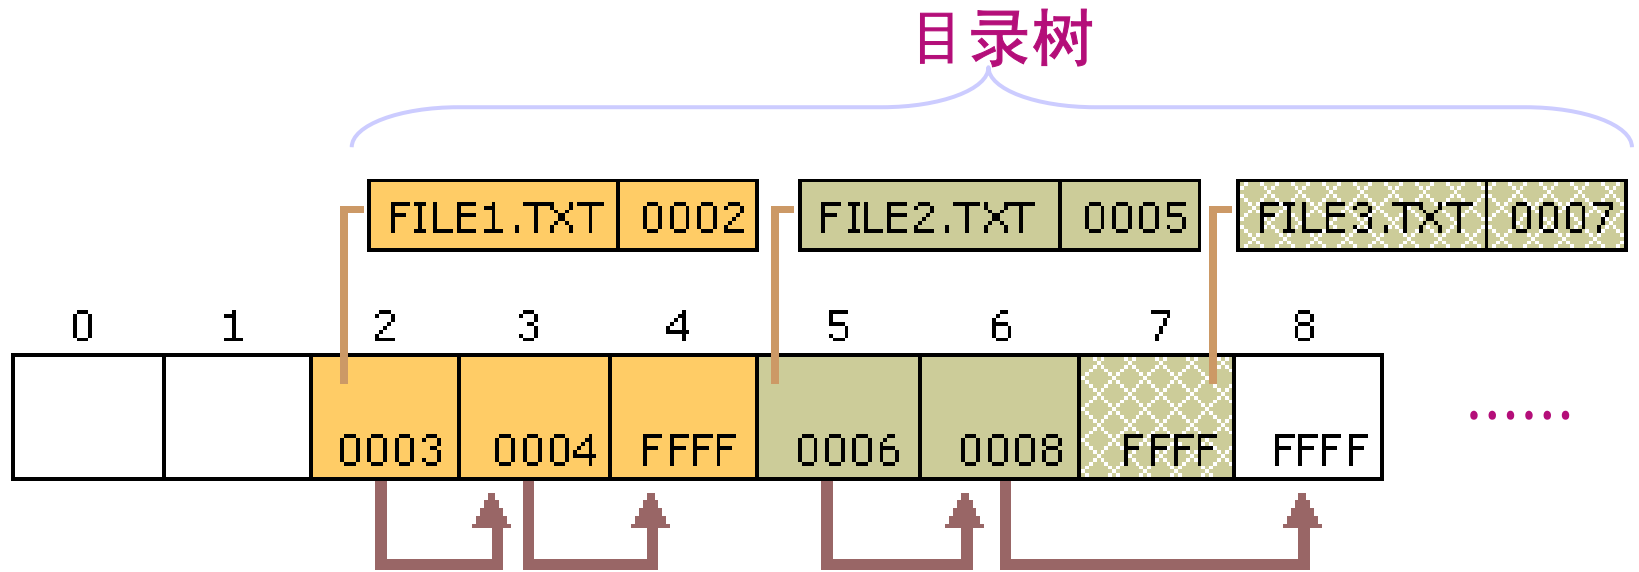 目录树
FILE1.TXT 0002 FILE2.TXT 0005 FILE3.TXT 0007
0 1 2 3 4 5 6 7 8
0003 0004 FFFF 0006 0008 FFFF FFFF ......